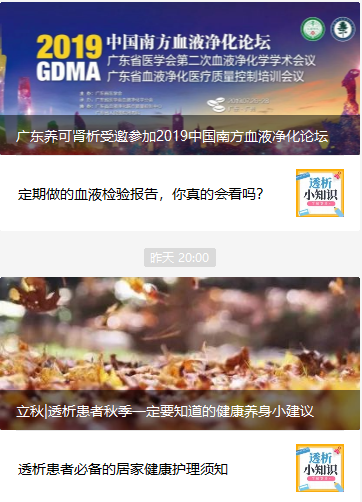 2019
GDMA
中国南方血液净化论坛
广东省医学会第二次血液净化学学术会议
广东省血液净化医疗质量控制培训会议
广东养可肾析受邀参加2019中国南方血液净化论坛
定期做的血液检验报告，你真的会看吗？
透析
小知识
昨天 20:00
立秋|透析患者秋季一定要知道的健康养身小建议
透析患者必备的居家健康护理须知
透析
小知识